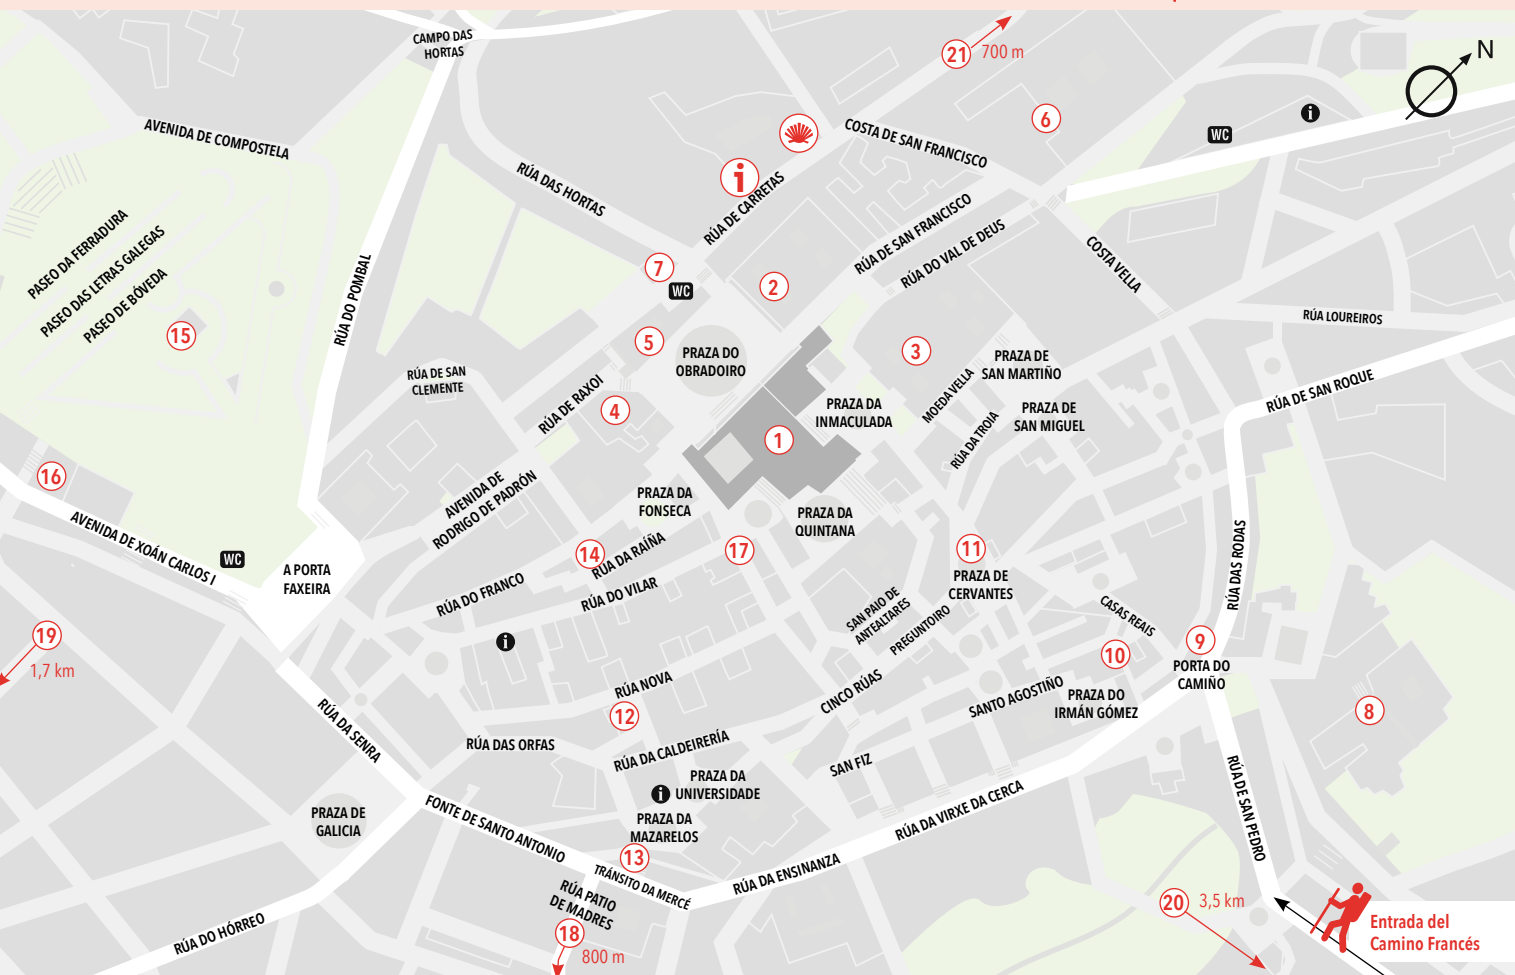 CAMPO DAS
HORTAS
21
700 m
N
6
AVENIDA DE COMPOSTELA
COSTA DE SAN FRANCISCO
WC
i
i
RÚA DAS HORTAS
RÚA DE CARRETAS
RÚA DE SAN FRANCISCO
RÚA DO VAL DE DEUS
COSTA VELLA
PASEO DA FERRADURA
PASEO DAS LETRAS GALEGAS
PASEO DE BÓVEDA
15
RÚA DO POMBAL
7
WC
2
RÚA LOUREIROS
5
PRAZA DO
OBRADOIRO
3
PRAZA DE
SAN MARTIÑO
RÚA DE SAN
CLEMENTE
RÚA DE RAXOI
4
MOEDA VELLA
RÚA DE SAN ROQUE
PRAZA DA
INMACULADA
PRAZA DE
SAN MIGUEL
1
RÚA DA TROIA
16
AVENIDA DE
RODRIGO DE PADRÓN
PRAZA DA
FONSECA
PRAZA DA
QUINTANA
AVENIDA DE XOÁN CARLOS I
WC
A PORTA
FAXEIRA
14
RÚA DA RAÍÑA
17
11
PRAZA DE
CERVANTES
RÚA DAS RODAS
RÚA DO FRANCO
RÚA DO VILAR
SAN PAIO DE
ANTEALTARES
PREGUNTOIRO
CASAS REAIS
19
1,7 km
i
10
9
PORTA DO
CAMIÑO
RÚA NOVA
12
CINCO RÚAS
SANTO AGOSTIÑO
PRAZA DO
IRMÁN GÓMEZ
8
RÚA DA SENRA
RÚA DAS ORFAS
RÚA DA CALDEIRERÍA
SAN FIZ
PRAZA DA
UNIVERSIDADE
i
PRAZA DA
MAZARELOS
RÚA DE SAN PEDRO
PRAZA DE
GALICIA
FONTE DE SANTO ANTONIO
13
RÚA DA VIRXE DA CERCA
TRÁNSITO DA MERCÉ
RÚA DA ENSINANZA
RÚA PATIO
DE MADRES
RÚA DO HÓRREO
18
800 m
20
3,5 km
Entrada del
Camino Francés